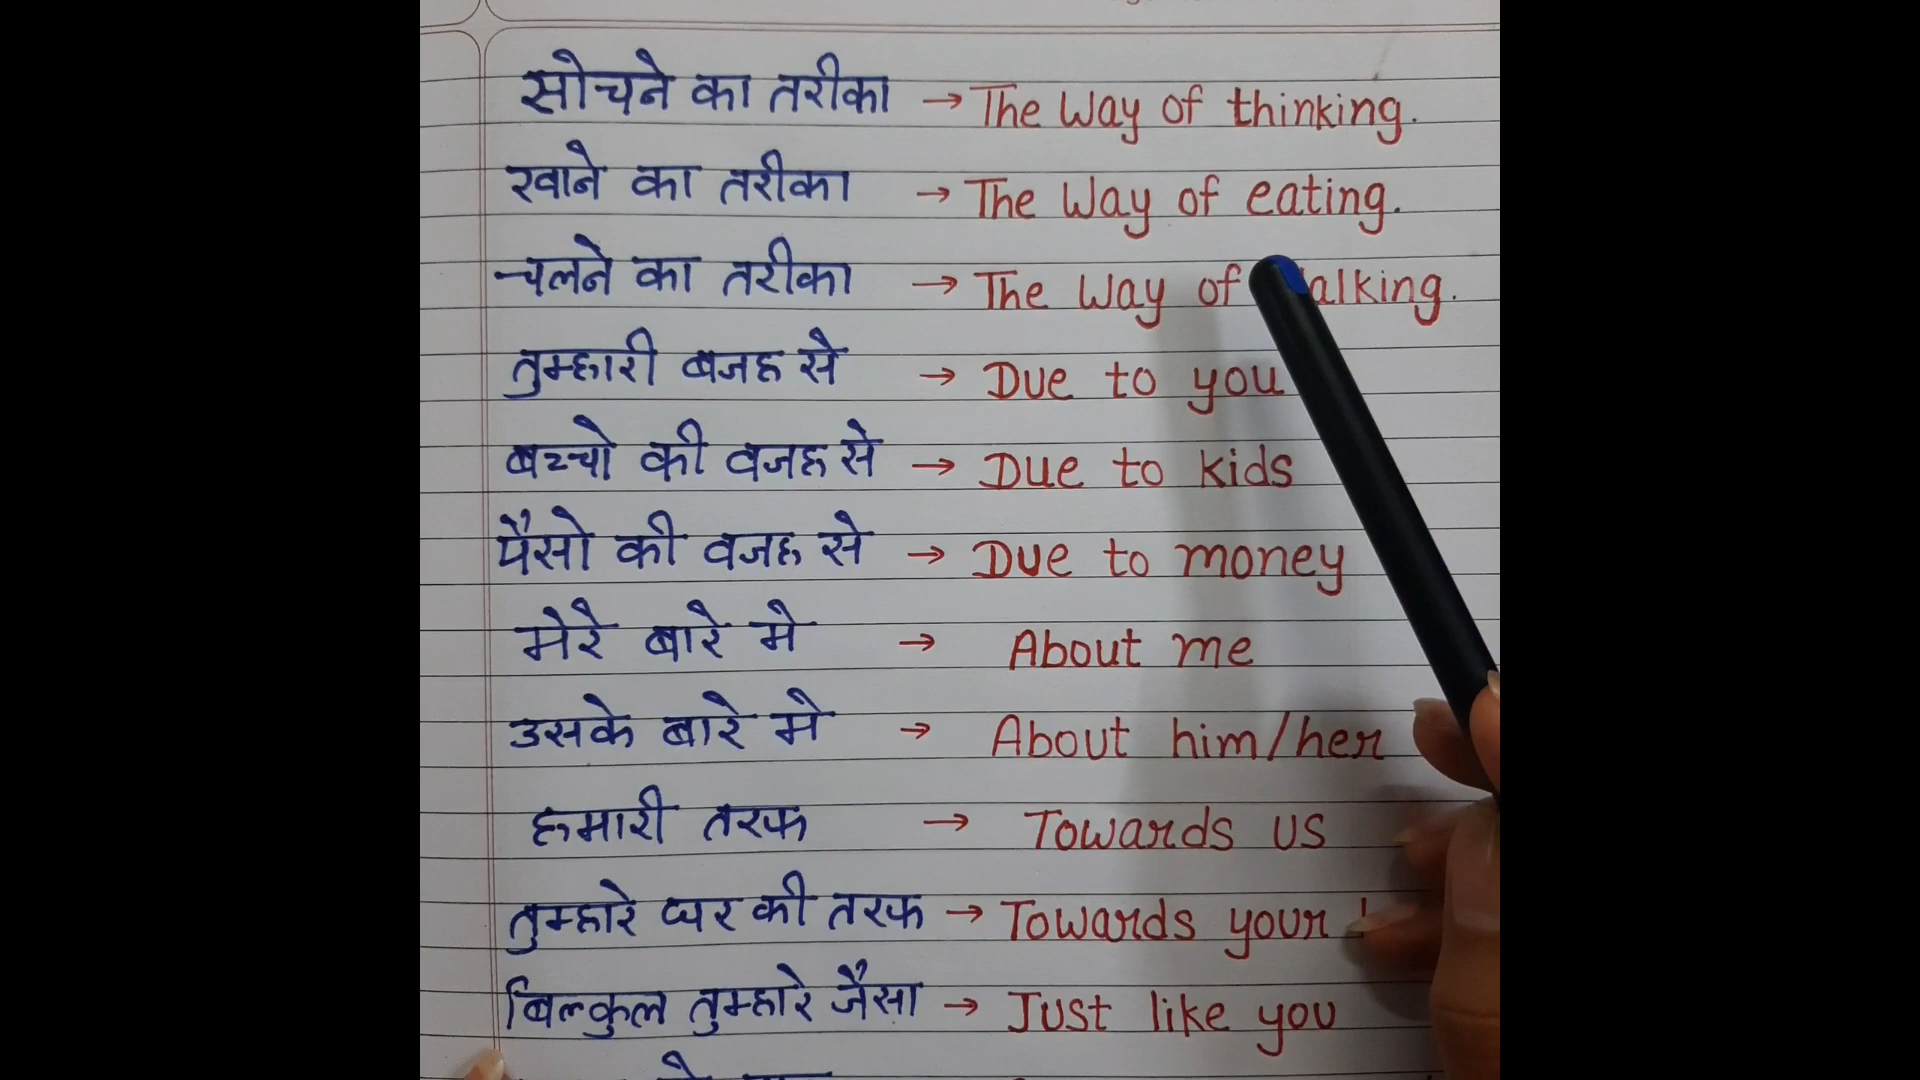 सोचने का तरीका → The Way of thinking.
खाने का तरीका → The Way of eating.
चलने का तरीका → The Way of alking.
तुम्हारी बजह से → Due to you
बच्चो की वजह से → Due to kids
पैसो की वजह से → Due to money
मेरे बारे मे → About me
उसके बारे मे → About him/her
हमारी तरफ → Towards us
तुम्हारे घर की तरफ → Towards your
बिल्कुल तुम्हारे जैसा → Just like you